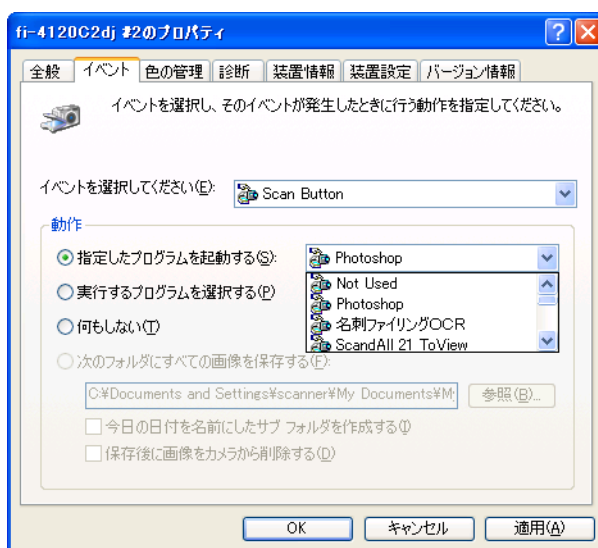 fi-4120C2dj #2のプロパティ
全般 イベント 色の管理 診断 装置情報 装置設定 バージョン情報
イベントを選択し、そのイベントが発生したときに行う動作を指定してください。
イベントを選択してください(E): Scan Button
動作
指定したプログラムを起動する(S): Photoshop
Not Used
実行するプログラムを選択する(P) Photoshop
名刺ファイリングOCR
何もしない(T)
ScandAll 21 ToView
次のフォルダにすべての画像を保存する(F):
C:¥Documents and Settings¥scanner¥My Documents¥M 参照(B)...
今日の日付を名前にしたサブ フォルダを作成する(I)
保存後に画像をカメラから削除する(D)
OK キャンセル 適用(A)